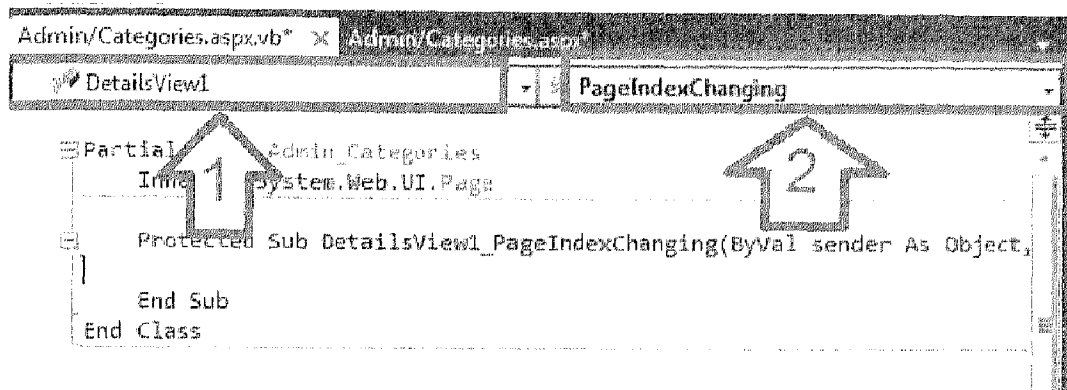 Admin/Categories.aspx.vb* Admin/Categories.aspx*
DetailsView1 PageIndexChanging
Partial Admin_Categories
1 System.Web.UI.Page 2
Protected Sub DetailsView1_PageIndexChanging(ByVal sender As Object,
End Sub
End Class